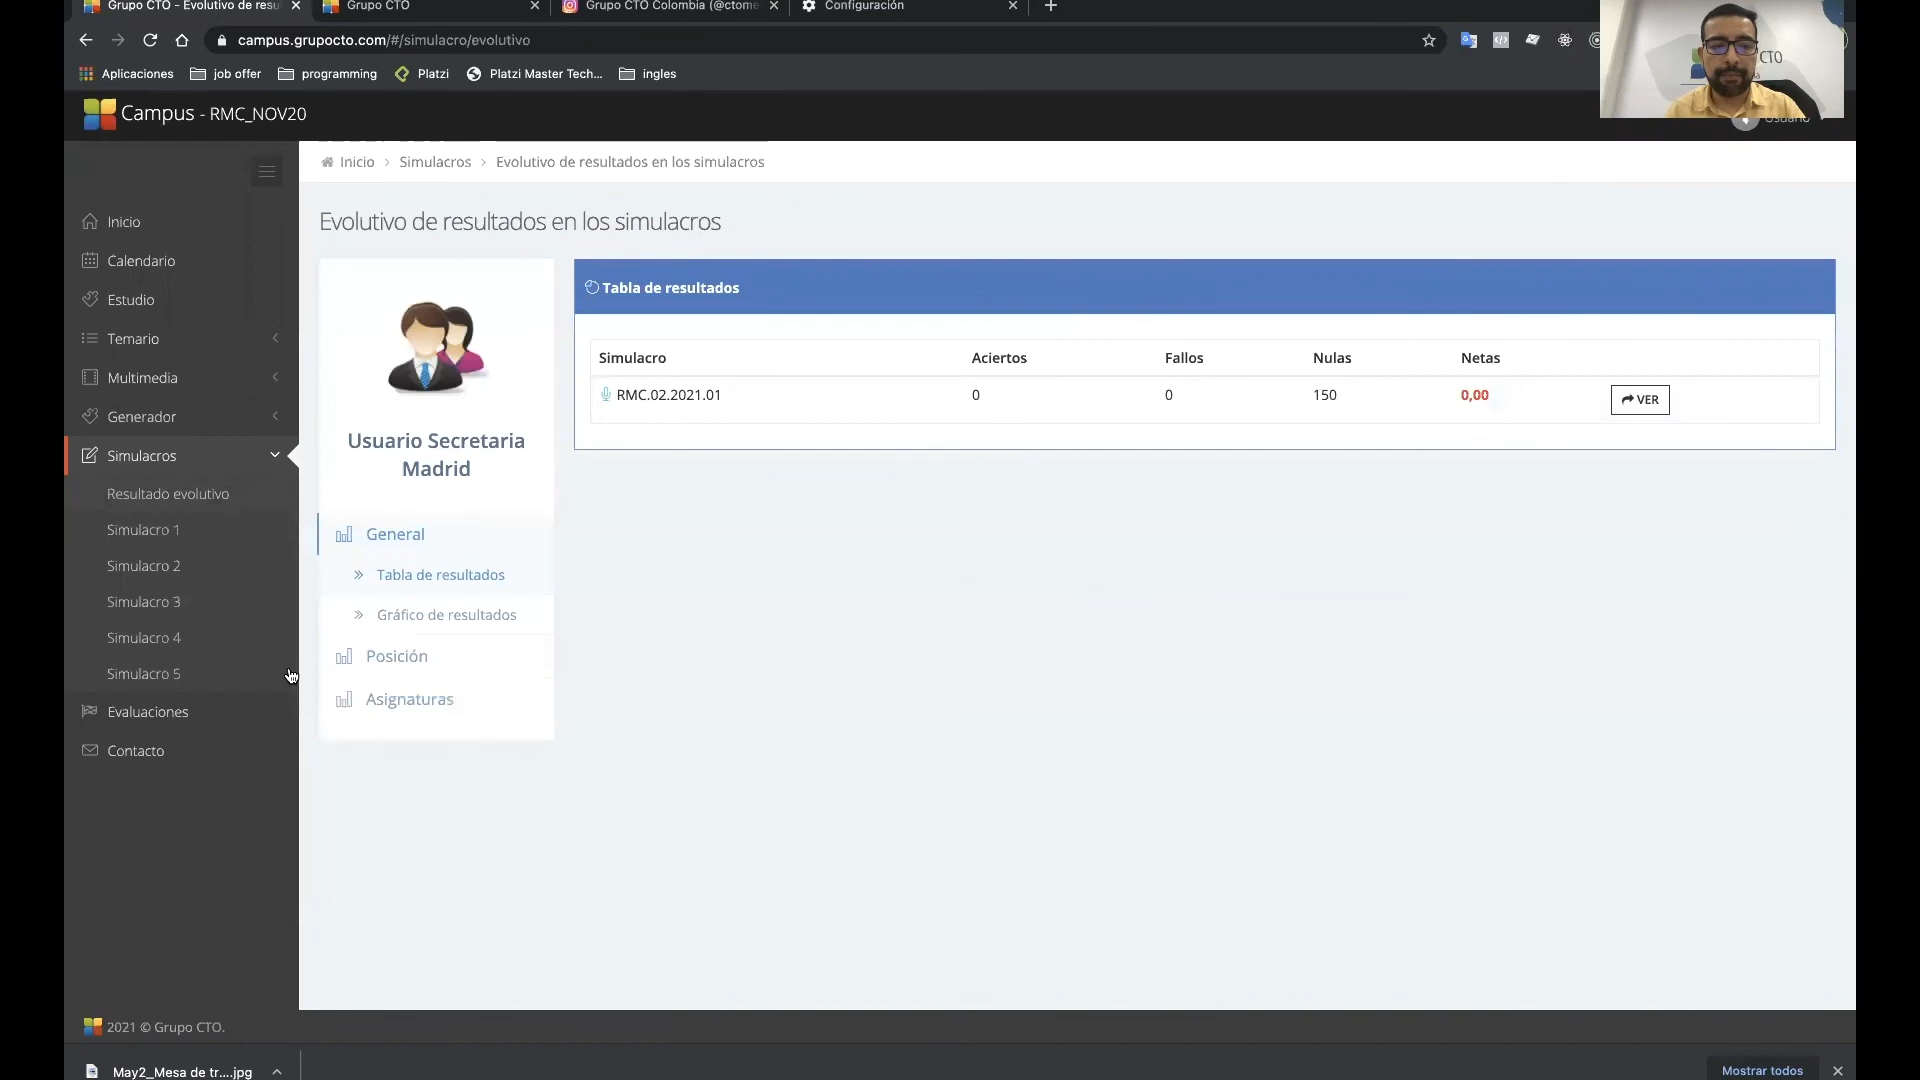 Grupo CTO - Evolutivo de resu
Grupo CTO
Grupo CTO Colombia (@ctome
Configuración
campus.grupocto.com/#/simulacro/evolutivo
Aplicaciones
job offer
programming
Platzi
Platzi Master Tech...
ingles
CTO
Campus - RMC_NOV20
Usuario
Inicio
Simulacros
Evolutivo de resultados en los simulacros
Inicio
Calendario
Estudio
Temario
Multimedia
Generador
Simulacros
Resultado evolutivo
Simulacro 1
Simulacro 2
Simulacro 3
Simulacro 4
Simulacro 5
Evaluaciones
Contacto
Evolutivo de resultados en los simulacros
Usuario Secretaria
Madrid
General
Tabla de resultados
Gráfico de resultados
Posición
Asignaturas
Tabla de resultados
Simulacro Aciertos Fallos Nulas Netas
RMC.02.2021.01 0 0 150 0,00 VER
2021 © Grupo CTO.
May2_Mesa de tr....jpg
Mostrar todos